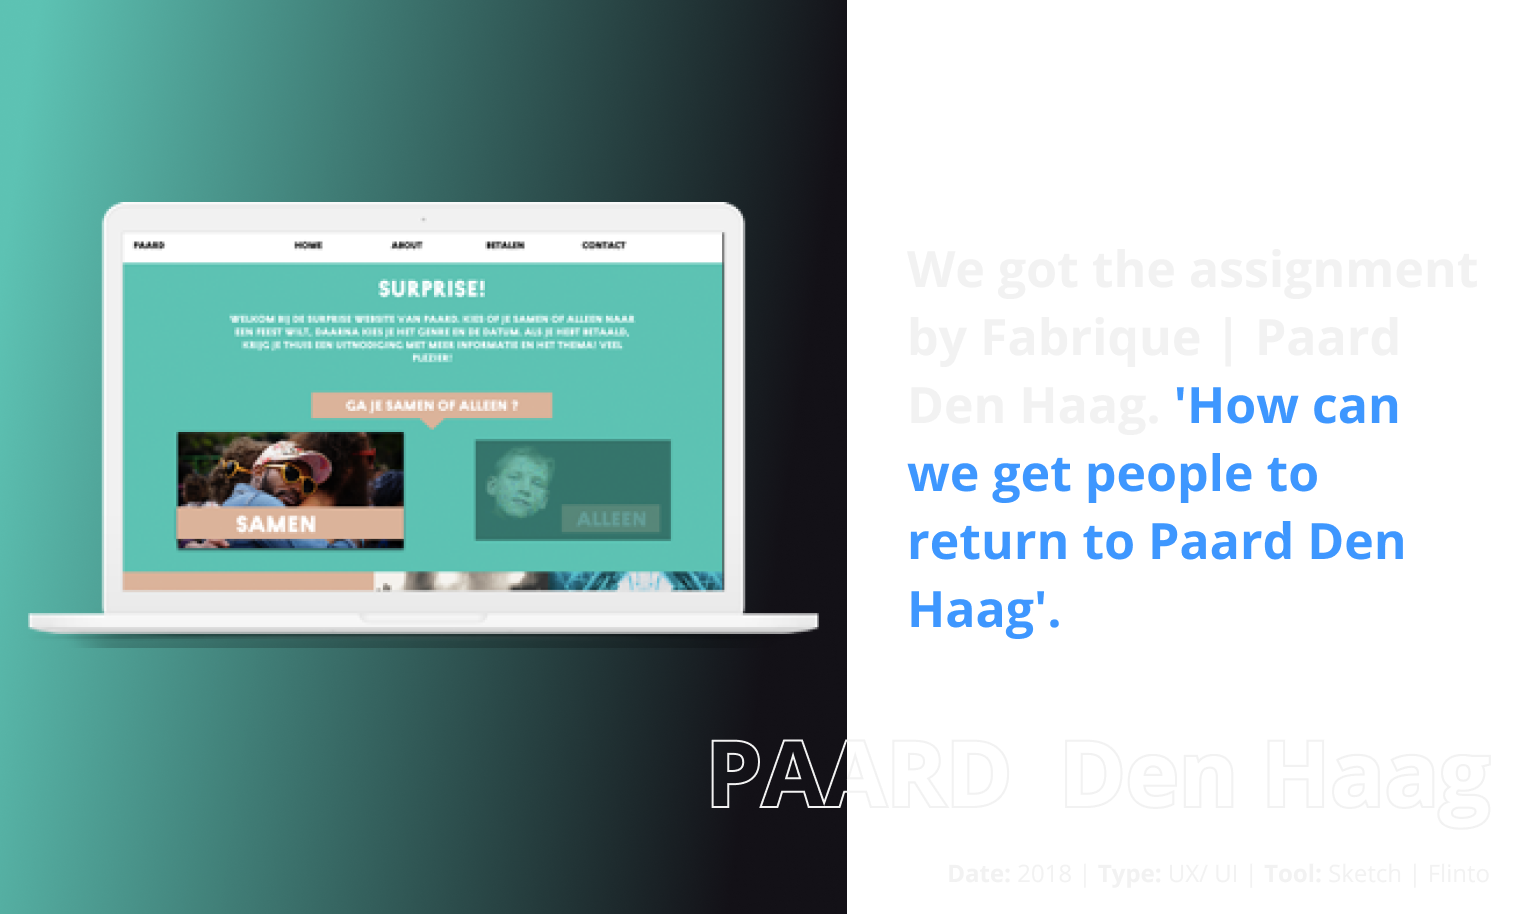 PAARD HOME ABOUT BETALEN CONTACT
SURPRISE!
WELKOM BIJ DE SURPRISE WEBSITE VAN PAARD. KIES OF JE SAMEN OF ALLEEN NAAR
EEN FEEST WILT, DAARNA KIES JE HET GENRE EN DE DATUM. ALS JE HEBT BETAALD,
KRIJG JE THUIS EEN UITNODIGING MET MEER INFORMATIE EN HET THEMA! VEEL
PLEZIER!
GA JE SAMEN OF ALLEEN ?
SAMEN
ALLEEN
We got the assignment
by Fabrique | Paard
Den Haag. 'How can
we get people to
return to Paard Den
Haag'.
PAARD Den Haag
Date: 2018 | Type: UX/ UI | Tool: Sketch | Flinto